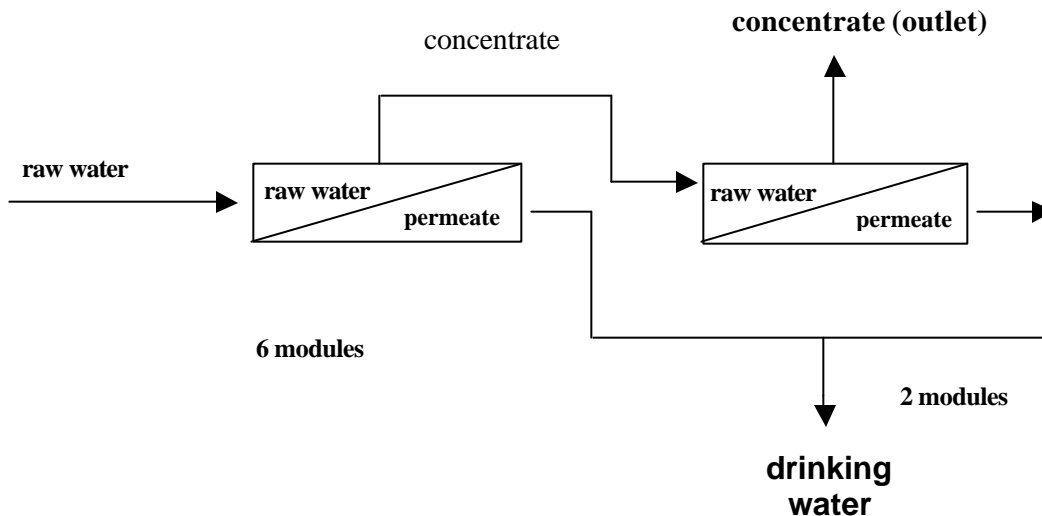 concentrate (outlet)
concentrate
raw water
raw water
permeate
raw water
permeate
6 modules
2 modules
drinking
water